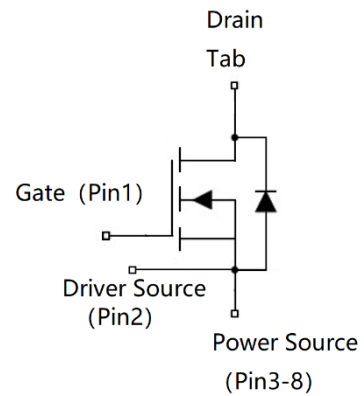 Drain
Tab
Gate（Pin1）
Driver Source
（Pin2）
Power Source
（Pin3-8）